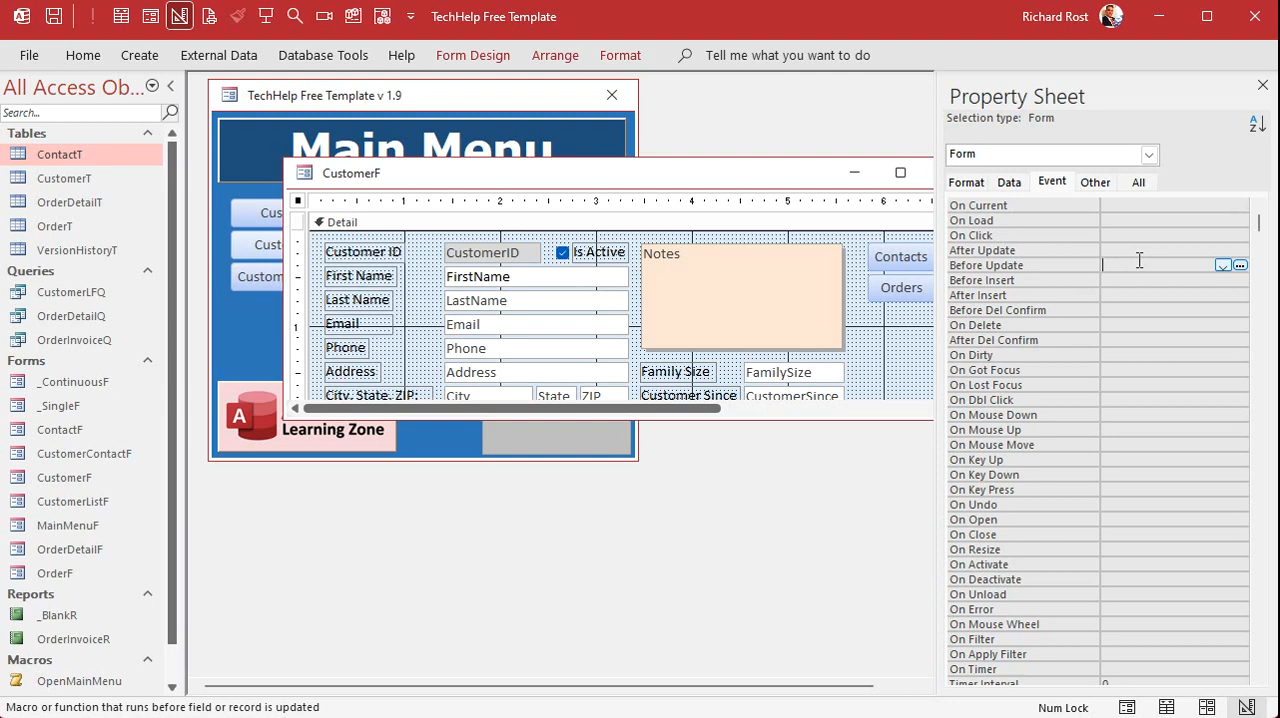 TechHelp Free Template
Richard Rost
File Home Create External Data Database Tools Help Form Design Arrange Format Tell me what you want to do
All Access Ob...
Search...
Tables
ContactT
CustomerT
OrderDetailT
OrderT
VersionHistoryT
Queries
CustomerLFQ
OrderDetailQ
OrderInvoiceQ
Forms
_ContinuousF
_SingleF
ContactF
CustomerContactF
CustomerF
CustomerListF
MainMenuF
OrderDetailF
OrderF
Reports
_BlankR
OrderInvoiceR
Macros
OpenMainMenu
TechHelp Free Template v 1.9
Main Menu
Cus
Cust
Custom
A
Learning Zone
CustomerF
1 2 3 4 5 6
Detail
1
Customer ID CustomerID Is Active
First Name FirstName
Last Name LastName
Email Email
Phone Phone
Address Address
City, State, ZIP: City State ZIP
Notes
Family Size FamilySize
Customer Since CustomerSince
Contacts
Orders
Property Sheet
Selection type: Form
A
Z
Form
Format Data Event Other All
On Current
On Load
On Click
After Update
Before Update
Before Insert
After Insert
Before Del Confirm
On Delete
After Del Confirm
On Dirty
On Got Focus
On Lost Focus
On Dbl Click
On Mouse Down
On Mouse Up
On Mouse Move
On Key Up
On Key Down
On Key Press
On Undo
On Open
On Close
On Resize
On Activate
On Deactivate
On Unload
On Error
On Mouse Wheel
On Filter
On Apply Filter
On Timer
Timer Interval 0
Macro or function that runs before field or record is updated
Num Lock